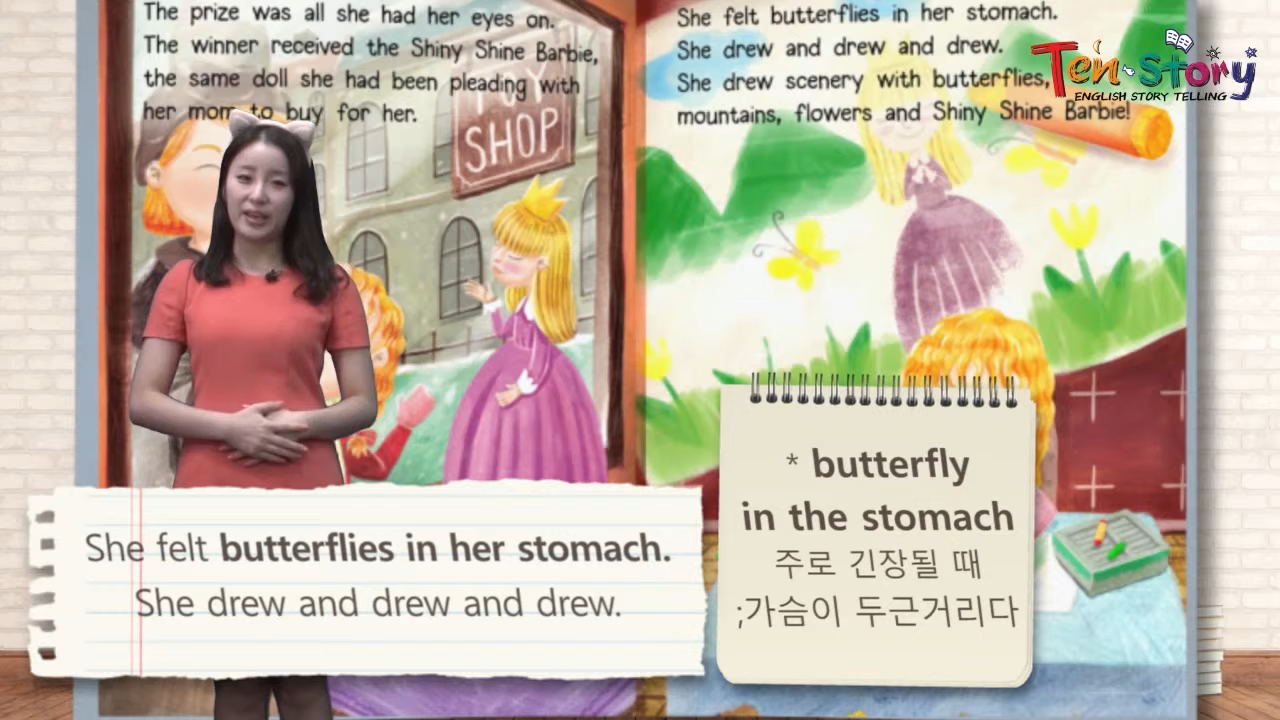 The prize was all she had her eyes on.
The winner received the Shiny Shine Barbie,
the same doll she had been pleading with
her mom to buy for her.
She felt butterflies in her stomach.
She drew and drew and drew.
She drew scenery with butterflies,
mountains, flowers and Shiny Shine Barbie!
Ten Story
ENGLISH STORY TELLING
TOY
SHOP
She felt butterflies in her stomach.
She drew and drew and drew.
* butterfly
in the stomach
주로 긴장될 때
;가슴이 두근거리다